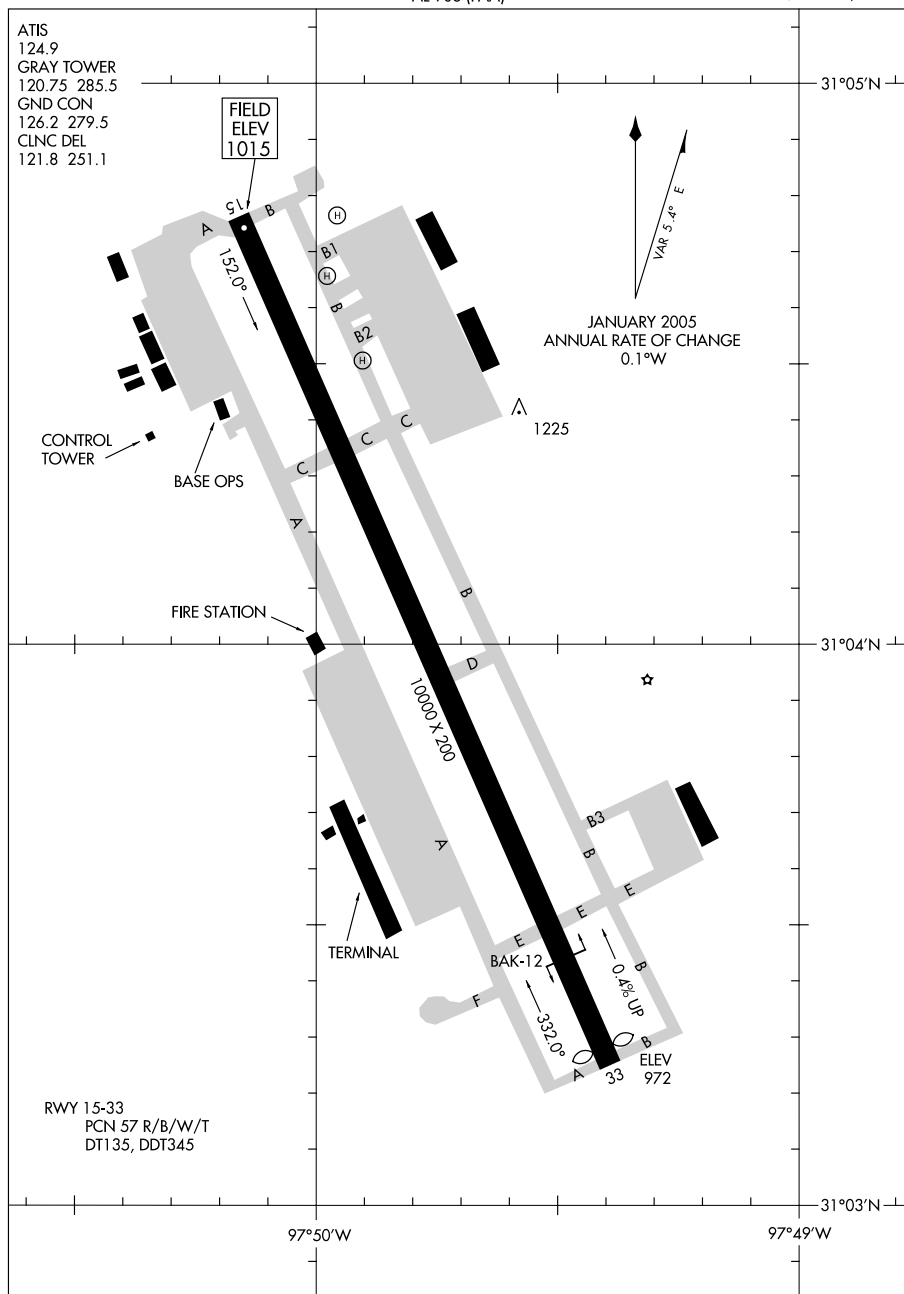 ATIS
124.9
GRAY TOWER
120.75 285.5
GND CON
126.2 279.5
CLNC DEL
121.8 251.1
31°05'N
FIELD
ELEV
1015
VAR 5.4° E
JANUARY 2005
ANNUAL RATE OF CHANGE
0.1°W
15
A
B
H
B1
H
152.0°
B
B2
H
1225
C
C
C
CONTROL
TOWER
BASE OPS
A
B
FIRE STATION
31°04'N
D
10000 X 200
B3
A
B
E
E
E
TERMINAL
BAK-12
B
0.4% UP
F
332.0°
B
ELEV
972
A
33
RWY 15-33
PCN 57 R/B/W/T
DT135, DDT345
31°03'N
97°50'W
97°49'W